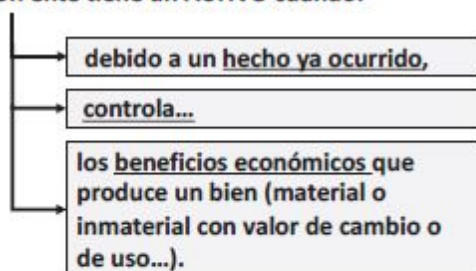 debido a un hecho ya ocurrido,
controla...
los beneficios económicos que
produce un bien (material o
inmaterial con valor de cambio o
de uso...).